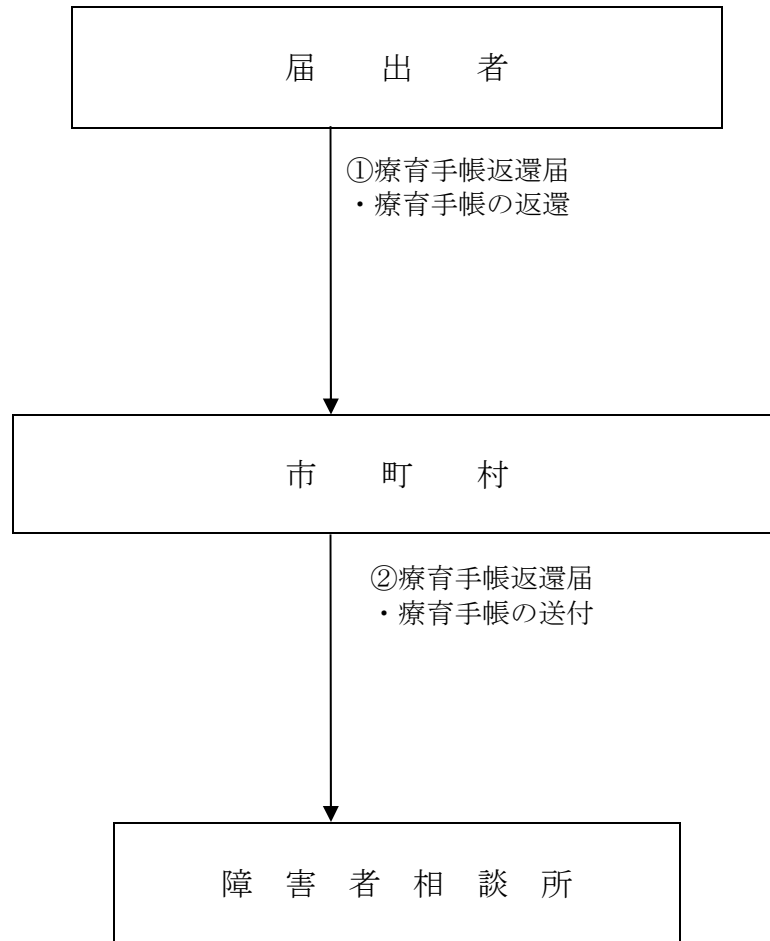 届　出　者
①療育手帳返還届
・療育手帳の返還
市　町　村
②療育手帳返還届
・療育手帳の送付
障 害 者 相 談 所